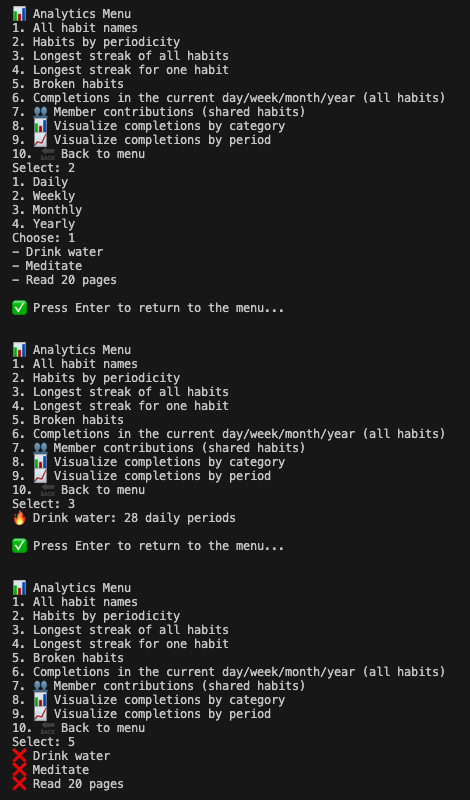 📊 Analytics Menu
1. All habit names
2. Habits by periodicity
3. Longest streak of all habits
4. Longest streak for one habit
5. Broken habits
6. Completions in the current day/week/month/year (all habits)
7. 👥 Member contributions (shared habits)
8. 📊 Visualize completions by category
9. 📈 Visualize completions by period
10. 🔙 Back to menu
Select: 2
1. Daily
2. Weekly
3. Monthly
4. Yearly
Choose: 1
- Drink water
- Meditate
- Read 20 pages
✅ Press Enter to return to the menu...
📊 Analytics Menu
1. All habit names
2. Habits by periodicity
3. Longest streak of all habits
4. Longest streak for one habit
5. Broken habits
6. Completions in the current day/week/month/year (all habits)
7. 👥 Member contributions (shared habits)
8. 📊 Visualize completions by category
9. 📈 Visualize completions by period
10. 🔙 Back to menu
Select: 3
🔥 Drink water: 28 daily periods
✅ Press Enter to return to the menu...
📊 Analytics Menu
1. All habit names
2. Habits by periodicity
3. Longest streak of all habits
4. Longest streak for one habit
5. Broken habits
6. Completions in the current day/week/month/year (all habits)
7. 👥 Member contributions (shared habits)
8. 📊 Visualize completions by category
9. 📈 Visualize completions by period
10. 🔙 Back to menu
Select: 5
❌ Drink water
❌ Meditate
❌ Read 20 pages